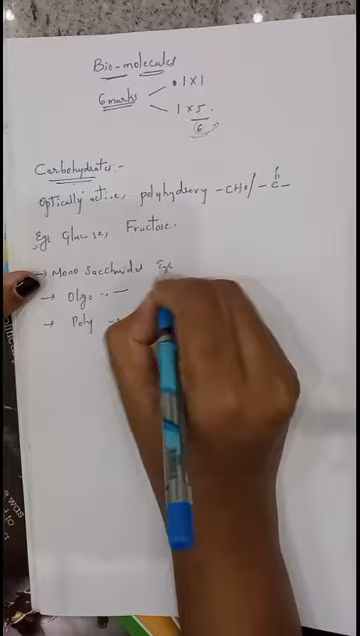 Bio-molecules
6 marks
1 x 1
1 x 5
6
Carbohydrates:-
Optically active, polyhydroxy -CHO/ -C-
Eg: Glucose, Fructose.
→ Mono Saccharides Eg:
→ Oligo -"-
→ Poly